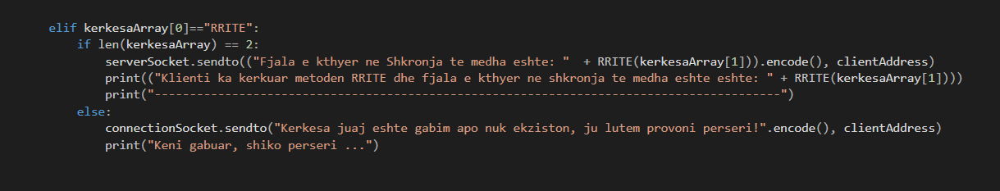 elif kerkesaArray[0]=="RRITE":
if len(kerkesaArray) == 2:
serverSocket.sendto(("Fjala e kthyer ne Shkronja te medha eshte: "  + RRITE(kerkesaArray[1])).encode(), clientAddress)
print(("Klienti ka kerkuar metoden RRITE dhe fjala e kthyer ne shkronja te medha eshte eshte: " + RRITE(kerkesaArray[1])))
print("-----------------------------------------------------------------------------------------")
else:
connectionSocket.sendto("Kerkesa juaj eshte gabim apo nuk ekziston, ju lutem provoni perseri!".encode(), clientAddress)
print("Keni gabuar, shiko perseri ...")